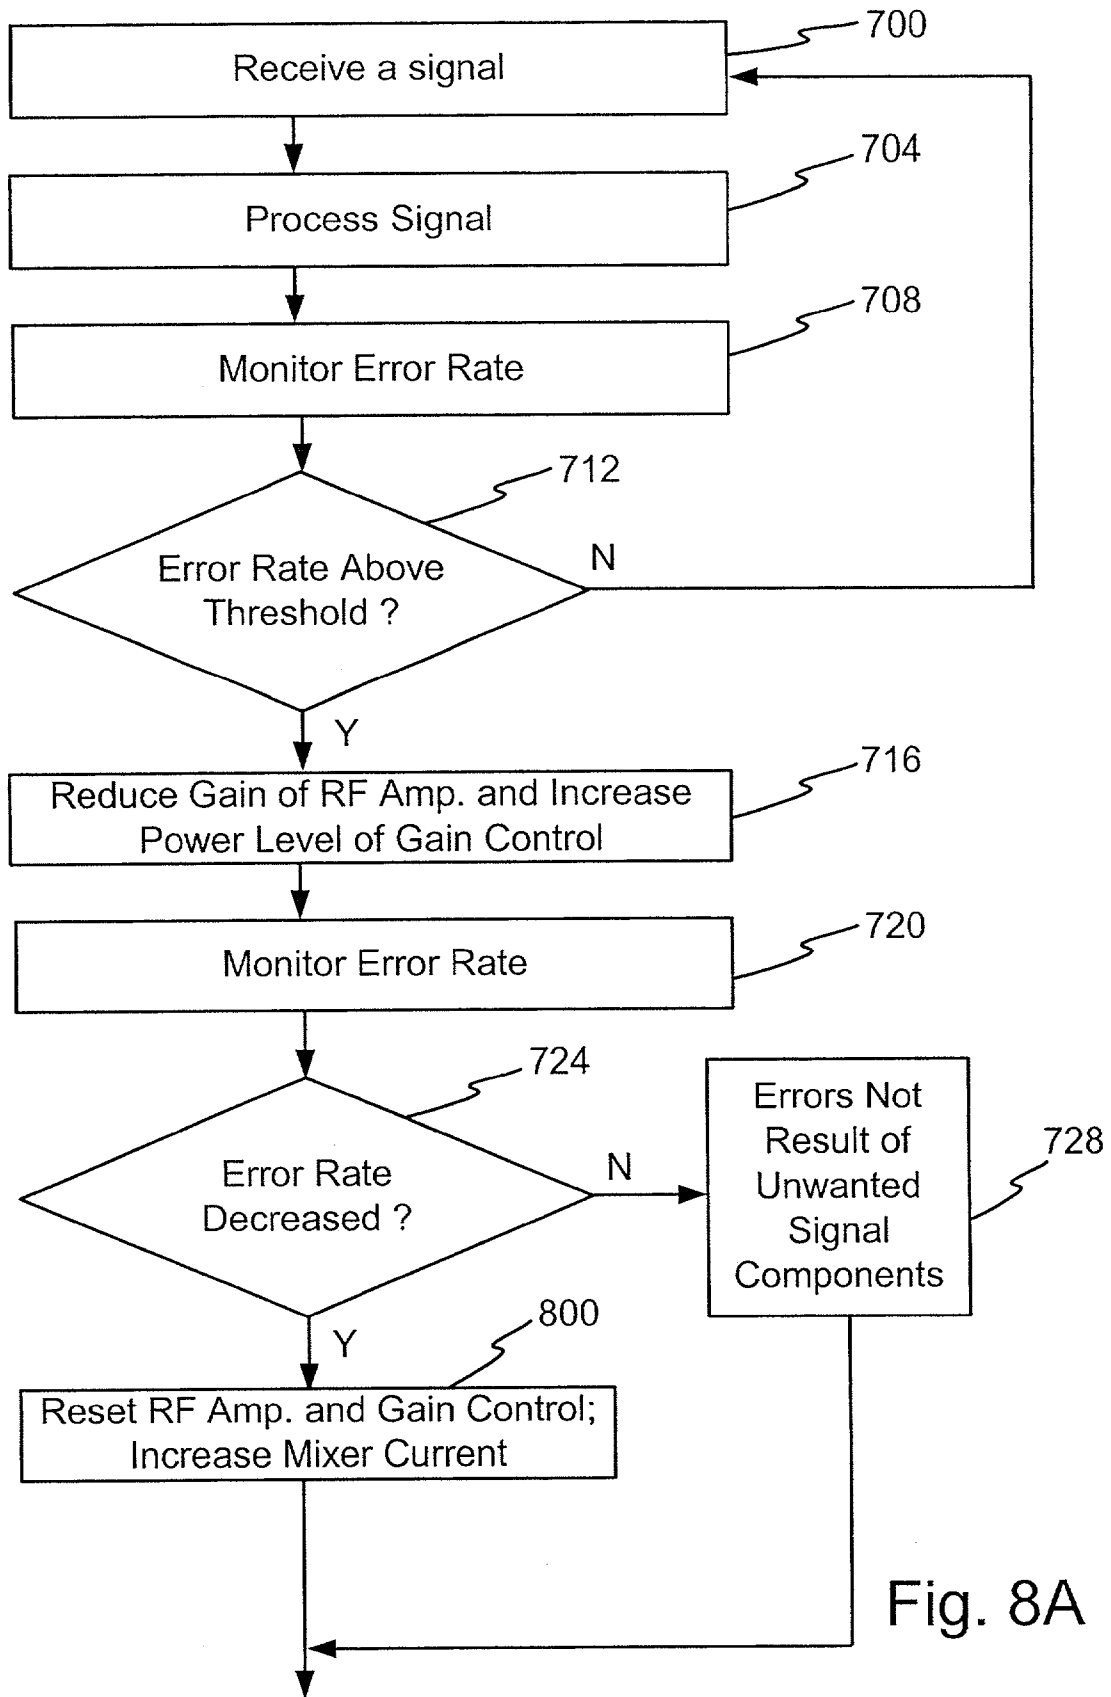 700
Receive a signal
704
Process Signal
708
Monitor Error Rate
712
Error Rate Above
Threshold ?
N
Y
716
Reduce Gain of RF Amp. and Increase
Power Level of Gain Control
720
Monitor Error Rate
724
Error Rate
Decreased ?
N
Errors Not
Result of
Unwanted
Signal
Components
728
Y
800
Reset RF Amp. and Gain Control;
Increase Mixer Current
Fig. 8A